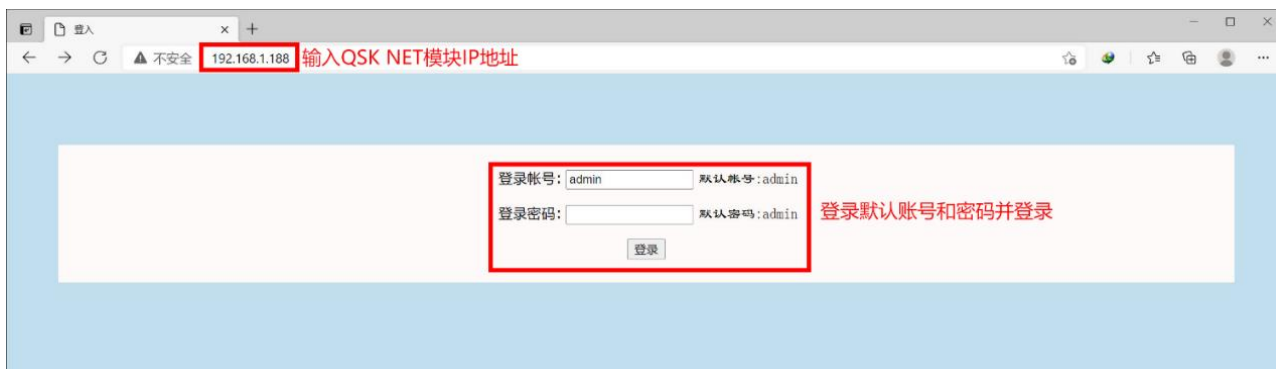 登入
不安全 192.168.1.188 输入QSK NET模块IP地址
登录帐号: admin 默认帐号:admin
登录密码: 默认密码:admin
登录默认账号和密码并登录
登录